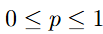 0 ≤ p ≤ 1